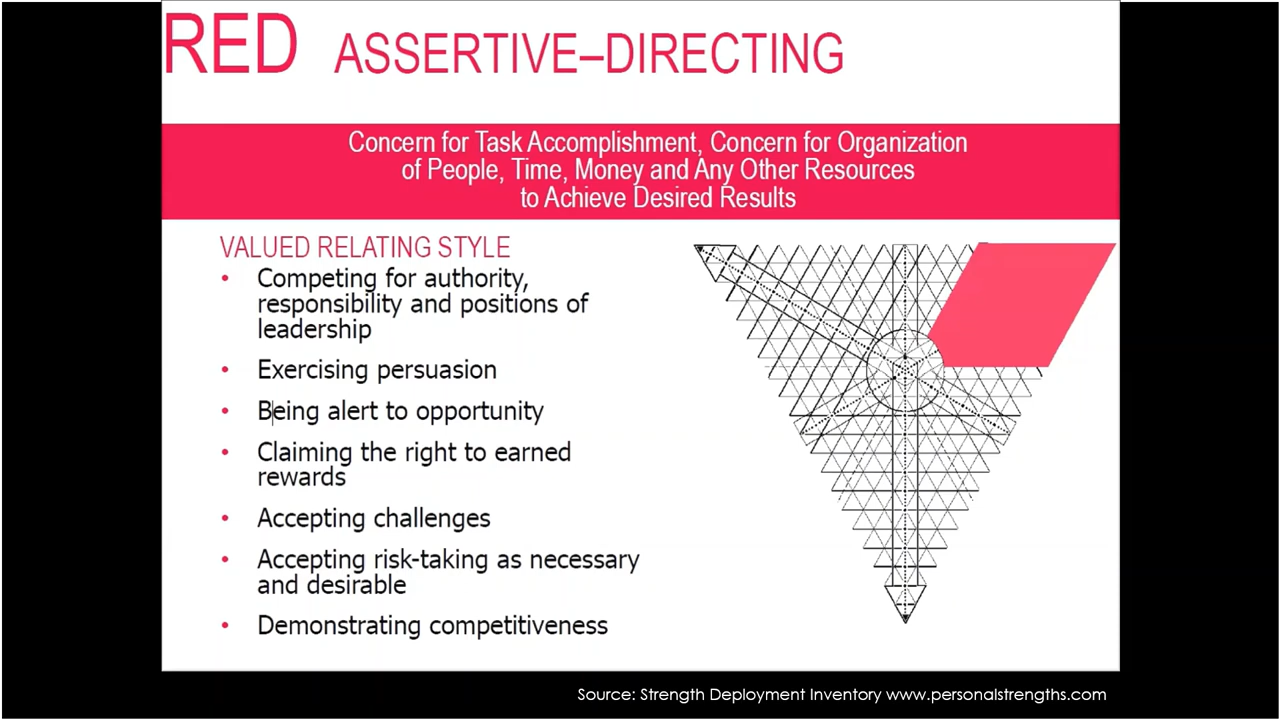 RED ASSERTIVE–DIRECTING
Concern for Task Accomplishment, Concern for Organization
of People, Time, Money and Any Other Resources
to Achieve Desired Results
VALUED RELATING STYLE
• Competing for authority,
responsibility and positions of
leadership
• Exercising persuasion
• Being alert to opportunity
• Claiming the right to earned
rewards
• Accepting challenges
• Accepting risk-taking as necessary
and desirable
• Demonstrating competitiveness
Source: Strength Deployment Inventory www.personalstrengths.com